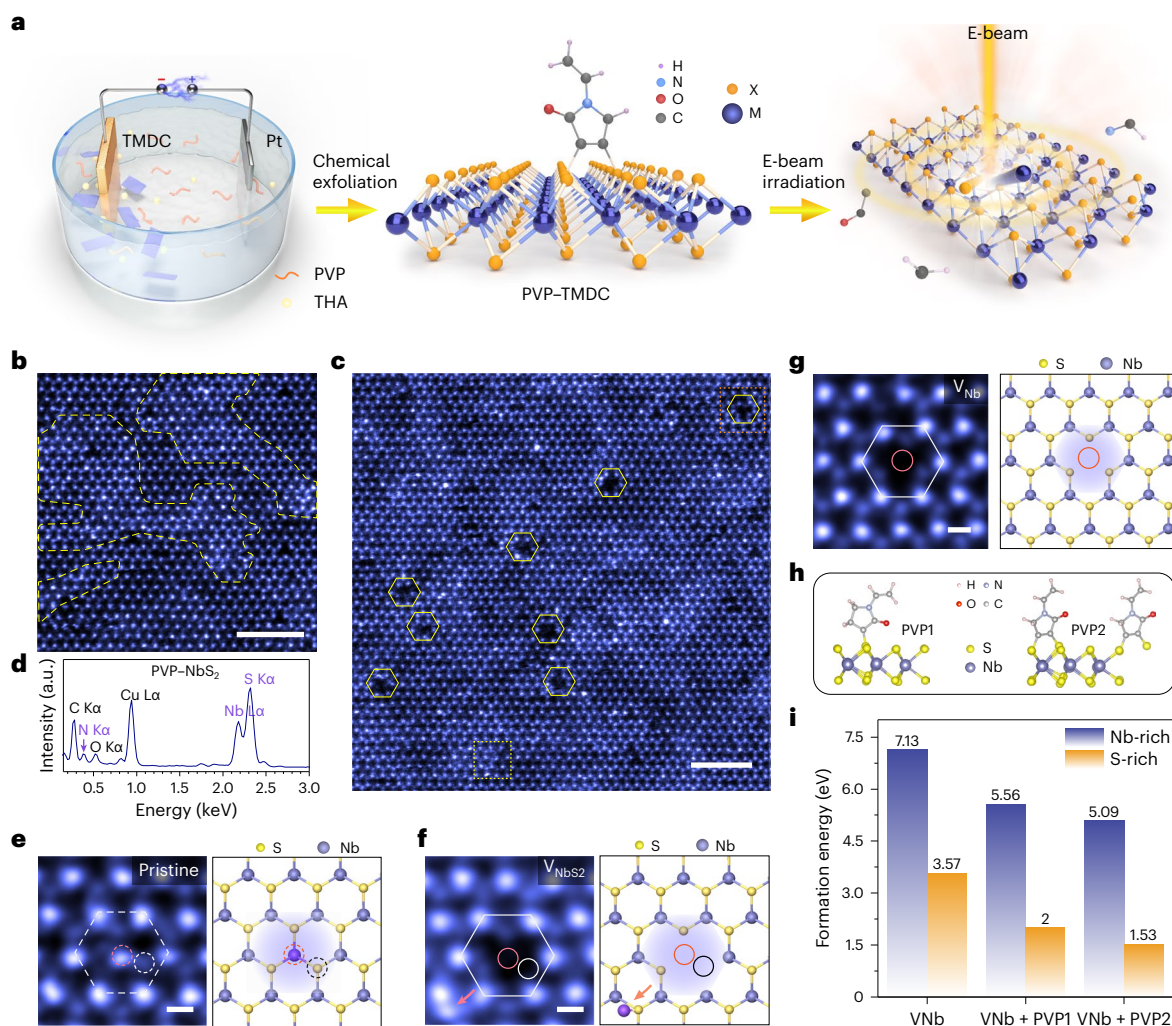 a
E-beam
− +
TMDC
Pt
PVP
THA
Chemical
exfoliation
H
N
O
C
X
M
PVP–TMDC
E-beam
irradiation
b
c
d
PVP–NbS2
Intensity (a.u.)
C Kα
N Kα
O Kα
Cu Lα
Nb Lα
S Kα
0.5 1.0 1.5 2.0 2.5 3.0
Energy (keV)
e
Pristine
S Nb
f
VNbS2
S Nb
g
VNb
S Nb
h
H N
O C
PVP1
PVP2
S
Nb
i
Nb-rich
S-rich
Formation energy (eV)
7.5
6.0
4.5
3.0
1.5
0
7.13
3.57
5.56
2
5.09
1.53
VNb VNb + PVP1 VNb + PVP2